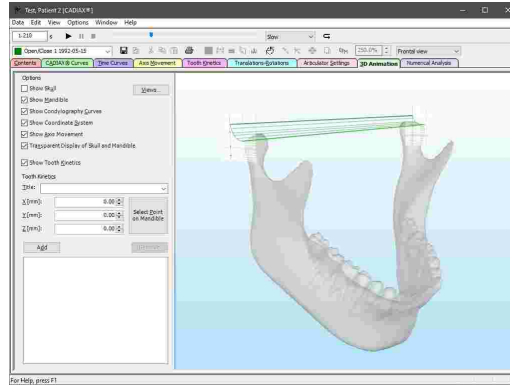 Test, Patient 2 [CADIAX®]
Data Edit View Options Window Help
1.210 s Slow
Open/Close 1 1992-05-15 250.0% Frontal view
Contents CADIAX® Curves Time Curves Axis Movement Tooth Kinetics Translations-Rotations Articulator Settings 3D Animation Numerical Analysis
Options
Show Skull Views...
Show Mandible
Show Condylography Curves
Show Coordinate System
Show Axis Movement
Transparent Display of Skull and Mandible
Show Tooth Kinetics
Tooth Kinetics
Title:
X [mm]: 0.00
Y [mm]: 0.00 Select Point on Mandible
Z [mm]: 0.00
Add
For Help, press F1